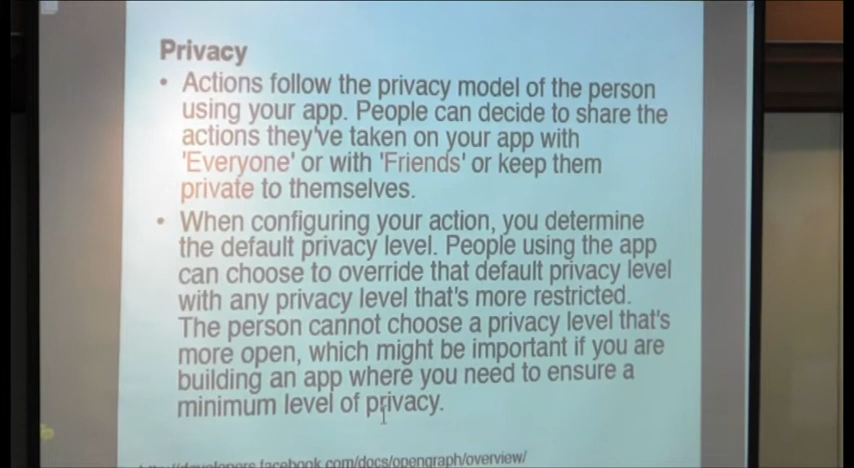 Privacy
• Actions follow the privacy model of the person
using your app. People can decide to share the
actions they've taken on your app with
'Everyone' or with 'Friends' or keep them
private to themselves.
• When configuring your action, you determine
the default privacy level. People using the app
can choose to override that default privacy level
with any privacy level that's more restricted.
The person cannot choose a privacy level that's
more open, which might be important if you are
building an app where you need to ensure a
minimum level of privacy.
http://developers.facebook.com/docs/opengraph/overview/